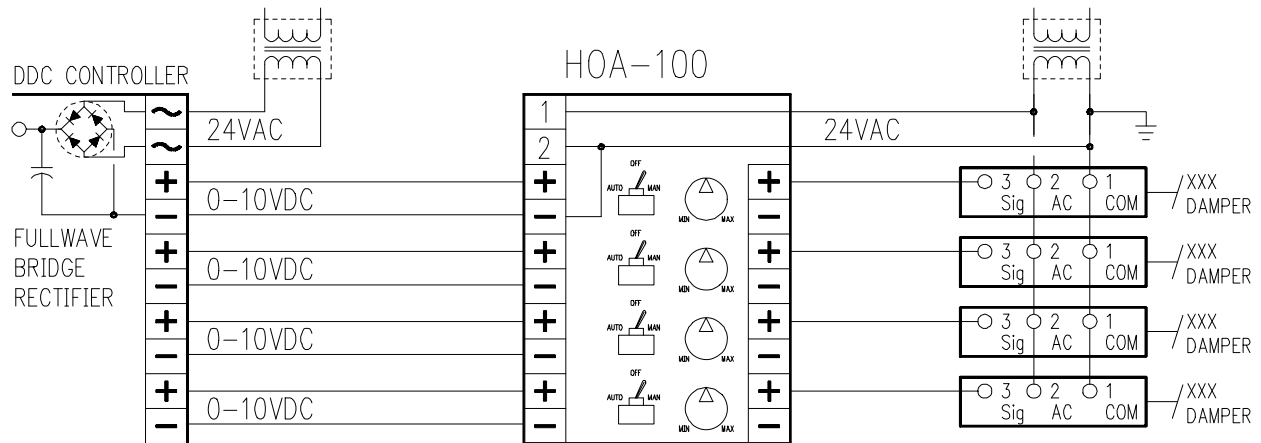 HOA-100
DDC CONTROLLER
~
24VAC
~
1
2
24VAC
+
0-10VDC
−
+
0-10VDC
−
+
0-10VDC
−
+
0-10VDC
−
FULLWAVE
BRIDGE
RECTIFIER
+
−
OFF
AUTO MAN
MIN MAX
+
−
+
−
OFF
AUTO MAN
MIN MAX
+
−
+
−
OFF
AUTO MAN
MIN MAX
+
−
+
−
OFF
AUTO MAN
MIN MAX
+
−
3 2 1
Sig AC COM
XXX
DAMPER
3 2 1
Sig AC COM
XXX
DAMPER
3 2 1
Sig AC COM
XXX
DAMPER
3 2 1
Sig AC COM
XXX
DAMPER